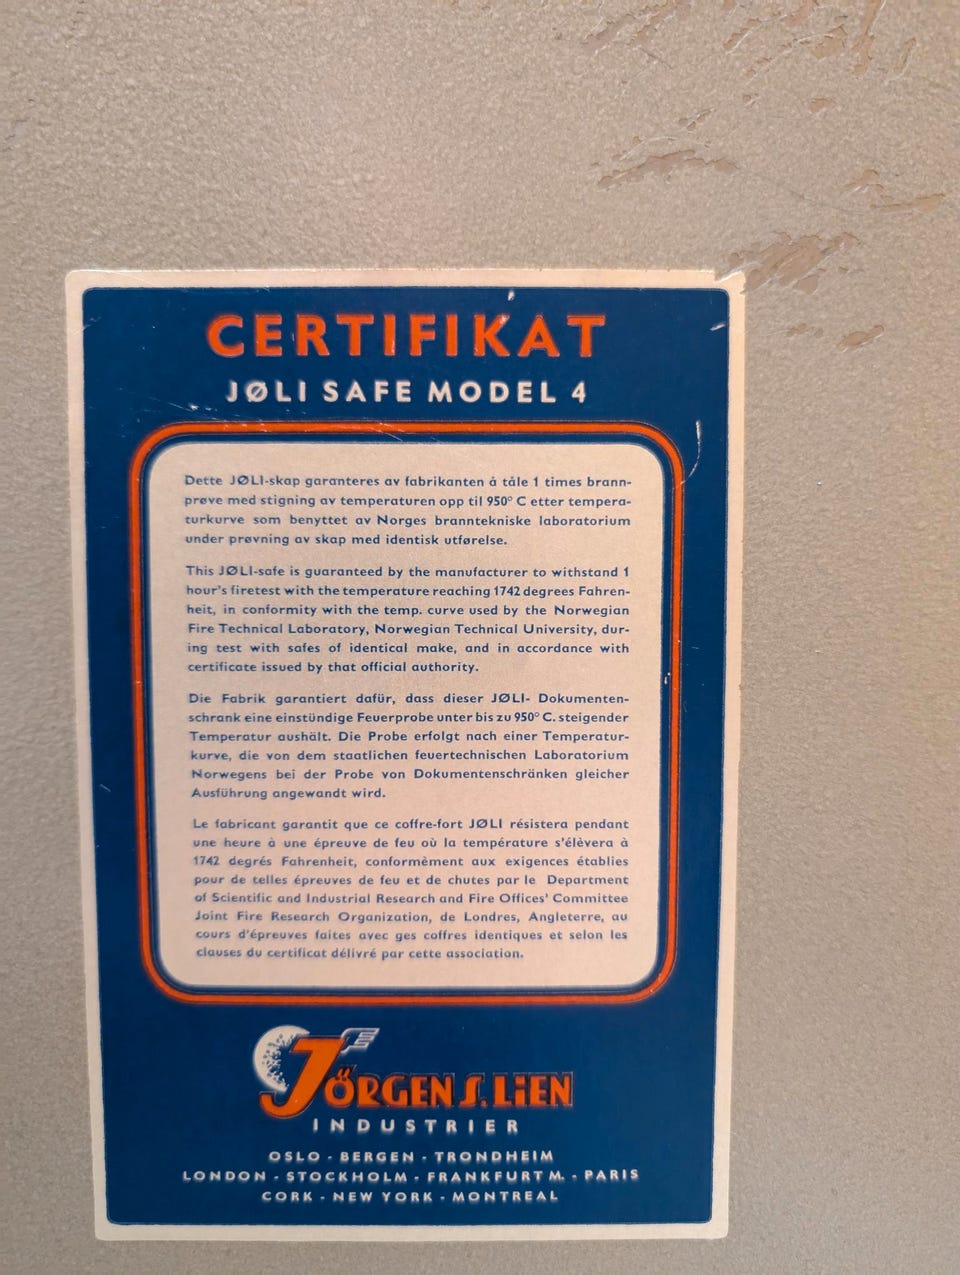 CERTIFIKAT
JØLI SAFE MODEL 4
Dette JØLI-skap garanteres av fabrikanten å tåle 1 times brann-
prøve med stigning av temperaturen opp til 950° C etter tempera-
turkurve som benyttet av Norges branntekniske laboratorium
under prøvning av skap med identisk utførelse.
This JØLI-safe is guaranteed by the manufacturer to withstand 1
hour's firetest with the temperature reaching 1742 degrees Fahren-
heit, in conformity with the temp. curve used by the Norwegian
Fire Technical Laboratory, Norwegian Technical University, dur-
ing test with safes of identical make, and in accordance with
certificate issued by that official authority.
Die Fabrik garantiert dafür, dass dieser JØLI- Dokumenten-
schrank eine einstündige Feuerprobe unter bis zu 950° C. steigender
Temperatur aushält. Die Probe erfolgt nach einer Temperatur-
kurve, die von dem staatlichen feuertechnischen Laboratorium
Norwegens bei der Probe von Dokumentenschränken gleicher
Ausführung angewandt wird.
Le fabricant garantit que ce coffre-fort JØLI résistera pendant
une heure à une épreuve de feu où la température s'élèvera à
1742 degrés Fahrenheit, conformèment aux exigences établies
pour de telles épreuves de feu et de chutes par le Department
of Scientific and Industrial Research and Fire Offices' Committee
Joint Fire Research Organization, de Londres, Angleterre, au
cours d'épreuves faites avec ges coffres identiques et selon les
clauses du certificat délivré par cette association.
JÖRGEN S. LIEN
INDUSTRIER
OSLO - BERGEN - TRONDHEIM
LONDON - STOCKHOLM - FRANKFURT M. - PARIS
CORK - NEW YORK - MONTREAL